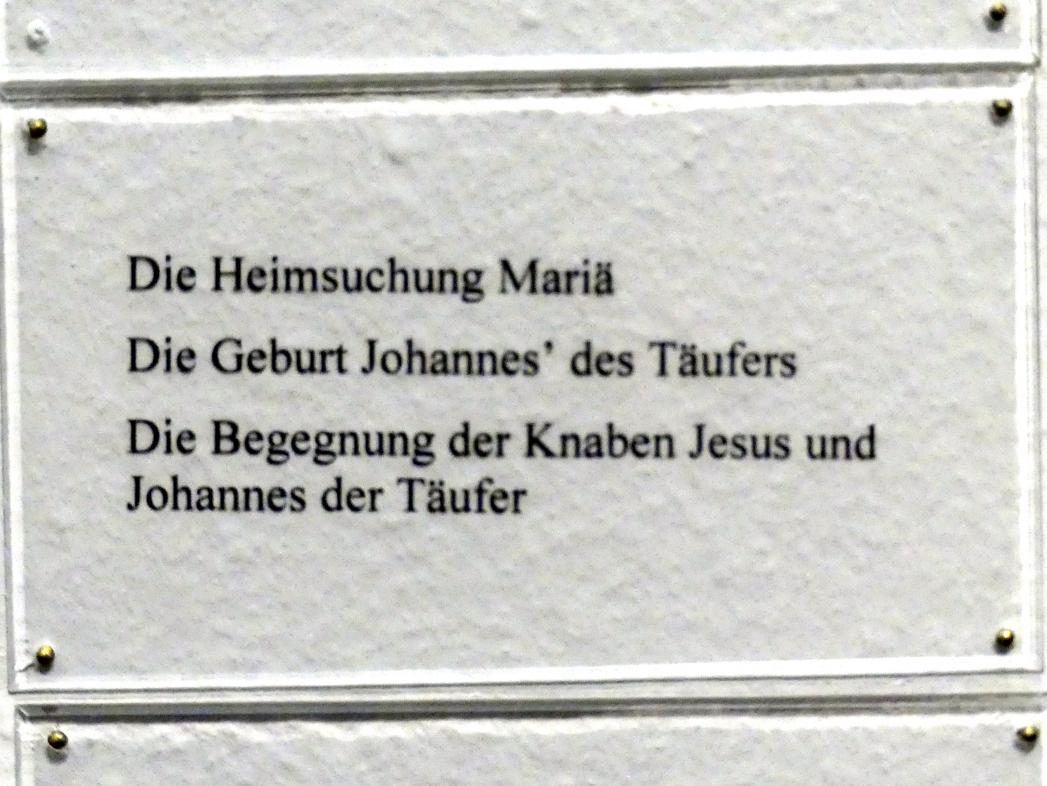 Die Heimsuchung Mariä
Die Geburt Johannes’ des Täufers
Die Begegnung der Knaben Jesus und
Johannes der Täufer